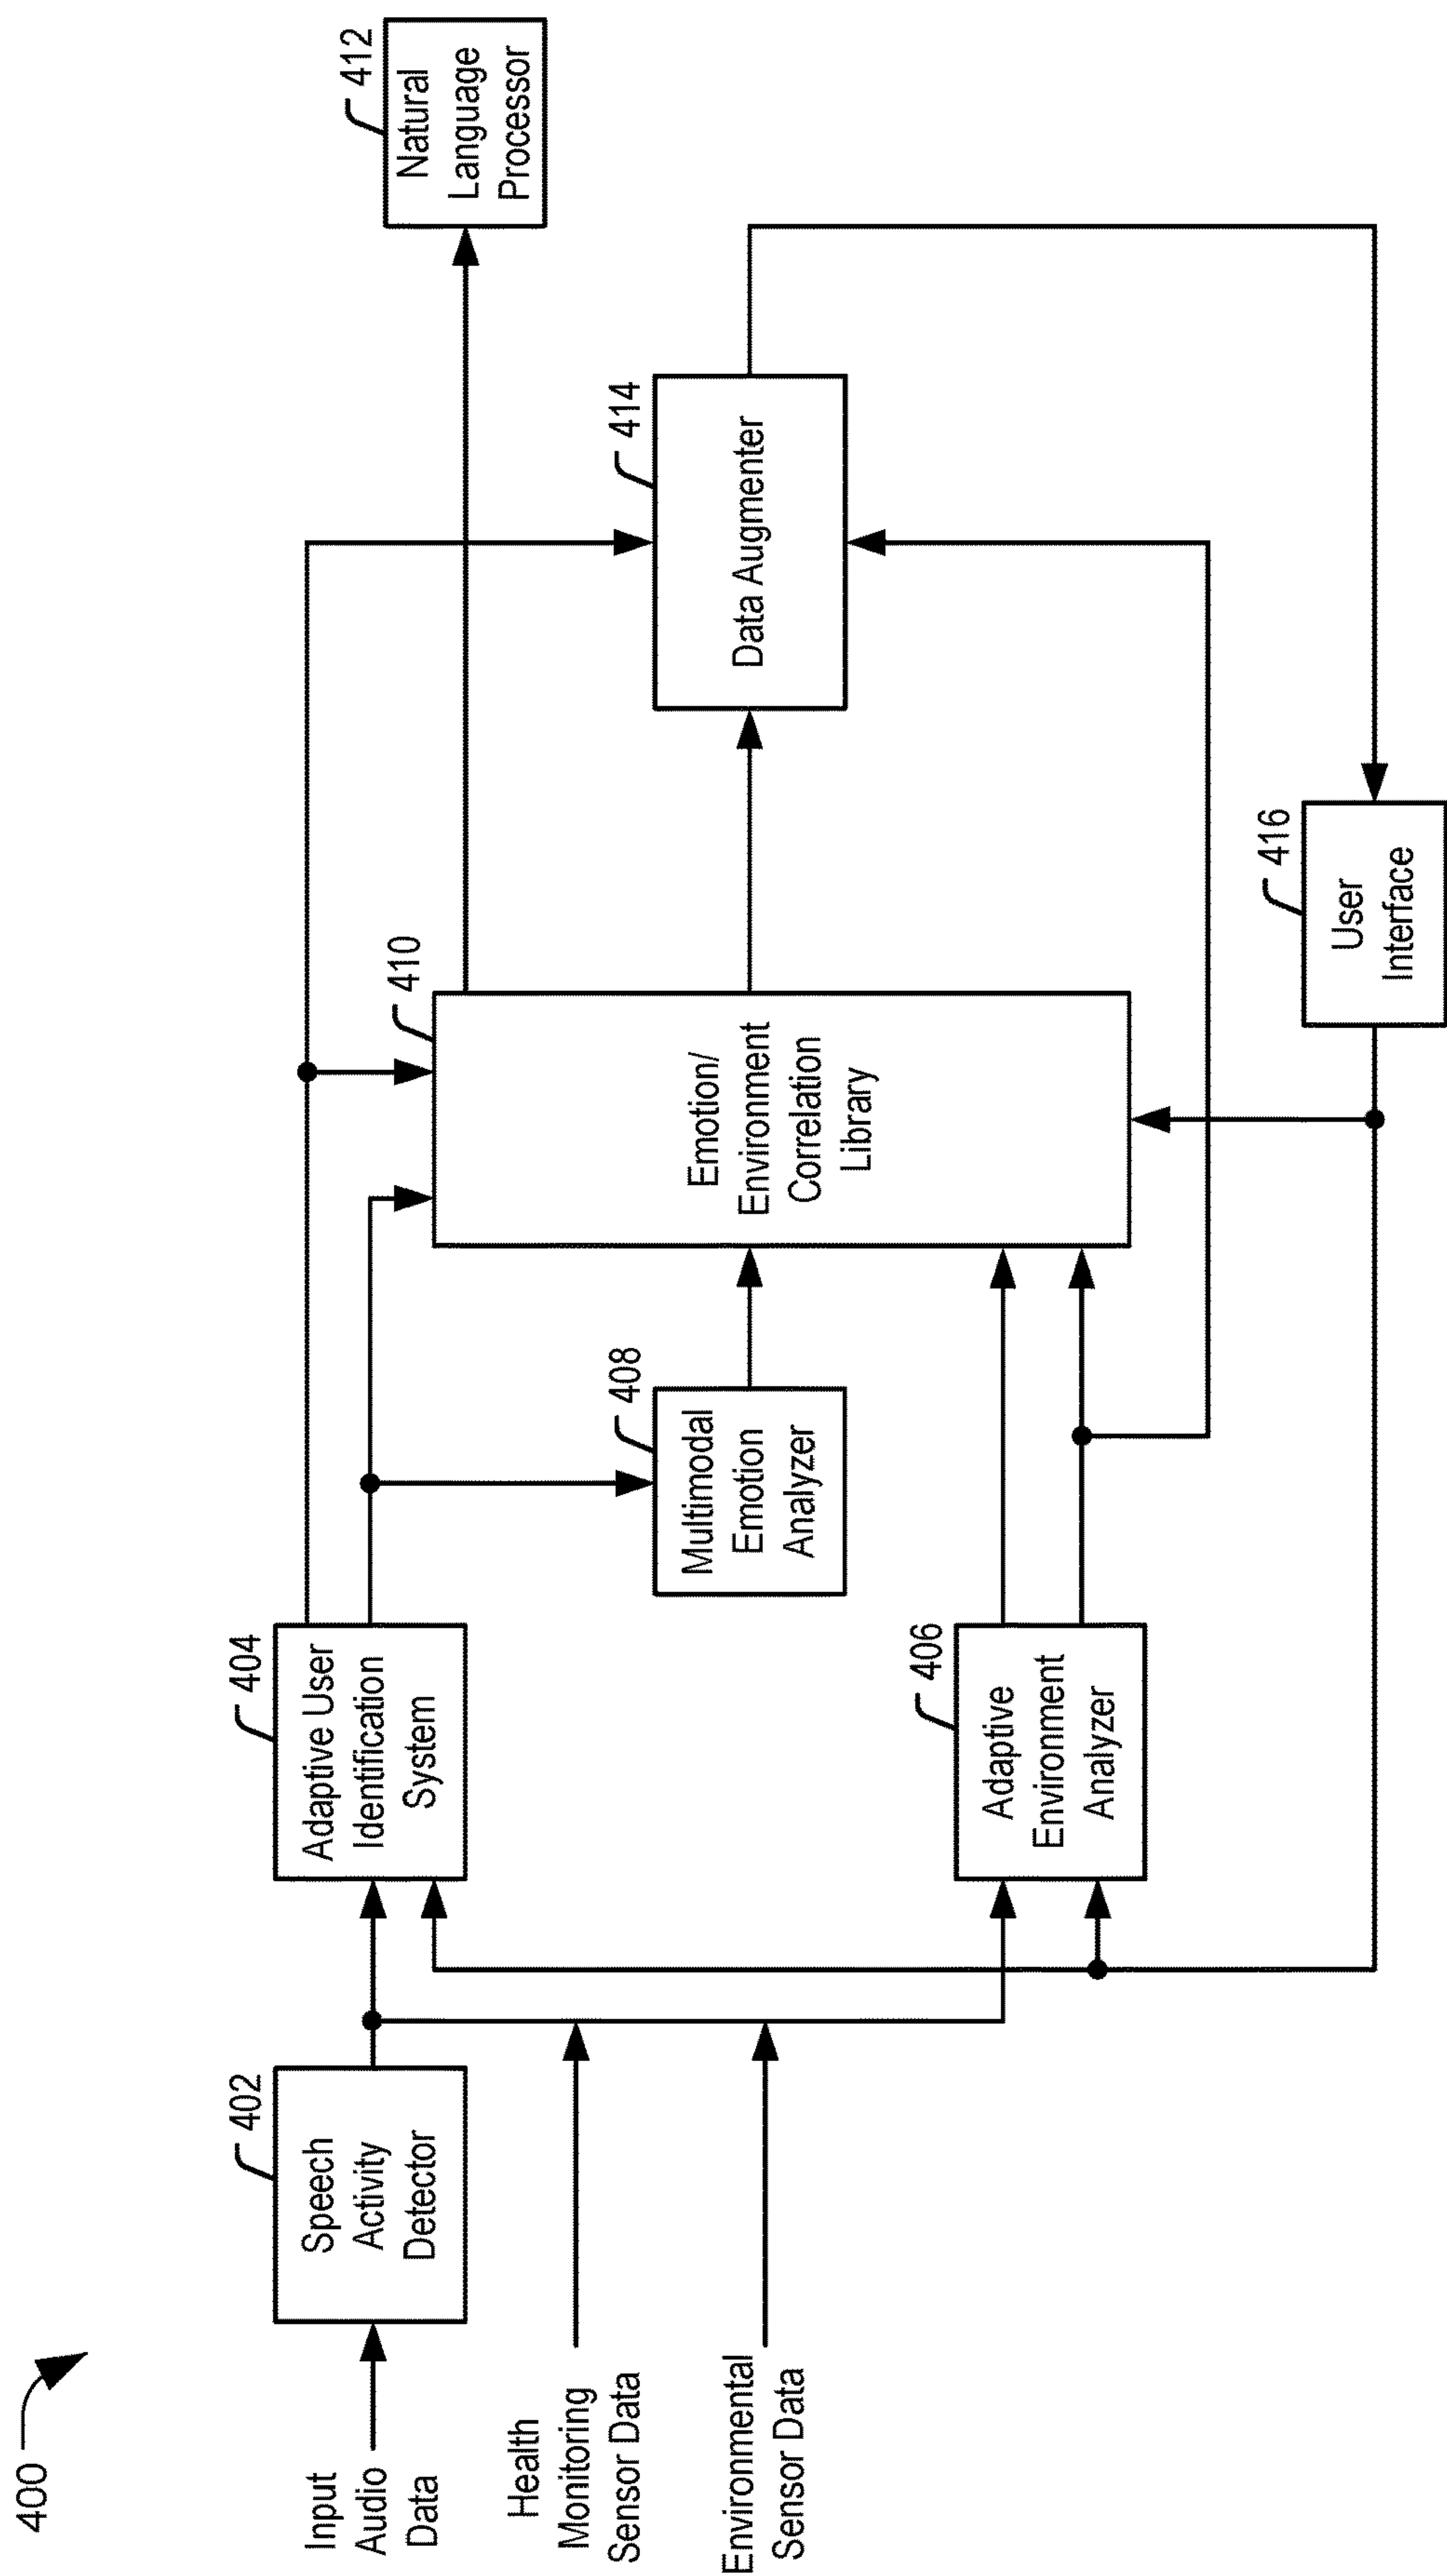 400
Input
Audio
Data
Health
Monitoring
Sensor Data
Environmental
Sensor Data
402
Speech
Activity
Detector
404
Adaptive User
Identification
System
406
Adaptive
Environment
Analyzer
408
Multimodal
Emotion
Analyzer
410
Emotion/
Environment
Correlation
Library
412
Natural
Language
Processor
414
Data Augmenter
416
User
Interface